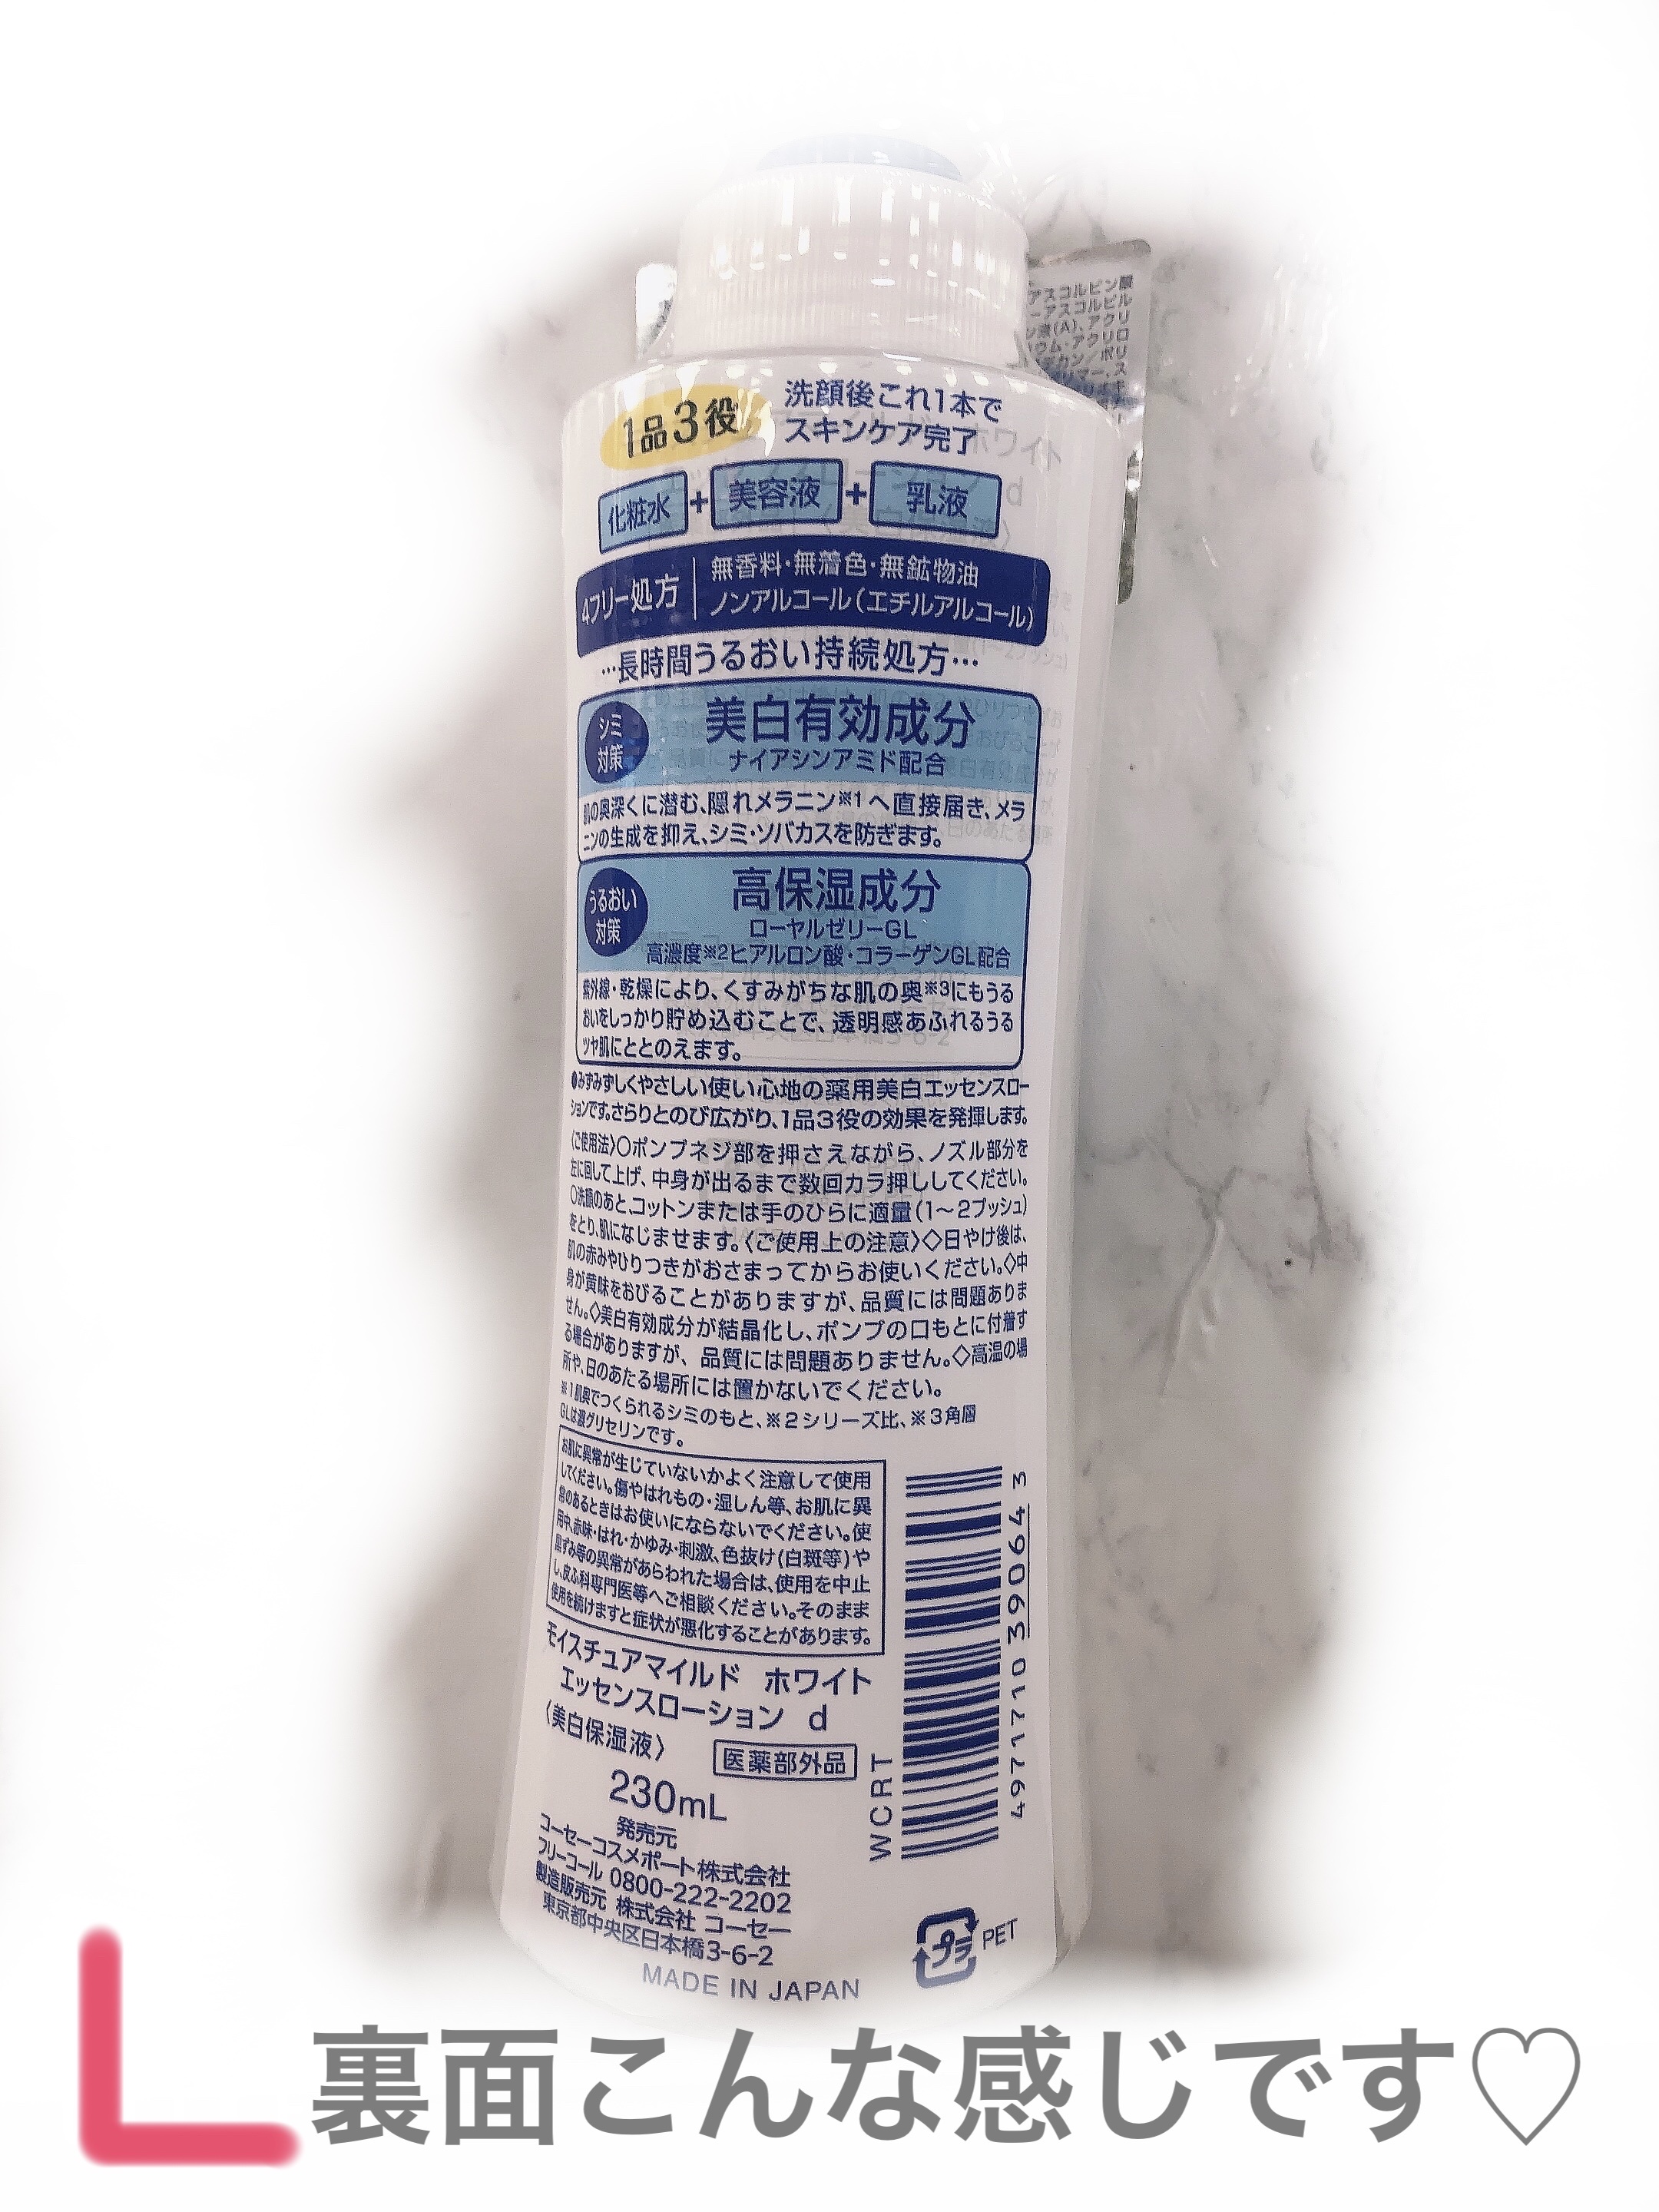 アスコルビン酸
ーアスコルビル
ン液(A)、アクリ
ウム・アクリロ
デカン/ポリ
リマー、ス
1品3役
洗顔後これ1本で
スキンケア完了
化粧水+美容液+乳液
4フリー処方
無香料・無着色・無鉱物油
ノンアルコール(エチルアルコール)
…長時間うるおい持続処方…
シミ
対策
美白有効成分
ナイアシンアミド配合
肌の奥深くに潜む、隠れメラニン※1へ直接届き、メラ
ニンの生成を抑え、シミ・ソバカスを防ぎます。
うるおい
対策
高保湿成分
ローヤルゼリーGL
高濃度※2ヒアルロン酸・コラーゲンGL配合
紫外線・乾燥により、くすみがちな肌の奥※3にもうる
おいをしっかり貯め込むことで、透明感あふれるうる
ツヤ肌にととのえます。
●みずみずしくやさしい使い心地の薬用美白エッセンスロー
ションです。さらりとのび広がり、1品3役の効果を発揮します。
〈ご使用法〉○ポンプネジ部を押さえながら、ノズル部分を
左に回して上げ、中身が出るまで数回カラ押ししてください。
○洗顔のあと、コットンまたは手のひらに適量(1〜2プッシュ)
をとり、肌になじませます。〈ご使用上の注意〉◇日やけ後は、
肌の赤みやひりつきがおさまってからお使いください。◇中
身が黄味をおびることがありますが、品質には問題ありま
せん。◇美白有効成分が結晶化し、ポンプの口もとに付着す
る場合がありますが、品質には問題ありません。◇高温の場
所や、日のあたる場所には置かないでください。
※1肌奥でつくられるシミのもと、※2シリーズ比、※3角層
GLは濃グリセリンです。
お肌に異常が生じていないかよく注意して使用
してください。傷やはれもの・湿しん等、お肌に異
常のあるときはお使いにならないでください。使
用中、赤味・はれ・かゆみ・刺激、色抜け(白斑等)や
黒ずみ等の異常があらわれた場合は、使用を中止
し、皮ふ科専門医等へご相談ください。そのまま
使用を続けますと症状が悪化することがあります。
モイスチュアマイルド ホワイト
エッセンスローション d
〈美白保湿液〉
医薬部外品
230mL
発売元
コーセーコスメポート株式会社
フリーコール 0800-222-2202
製造販売元 株式会社 コーセー
東京都中央区日本橋3-6-2
MADE IN JAPAN
WCRT
4971710390643
プラ
PET
裏面こんな感じです♡